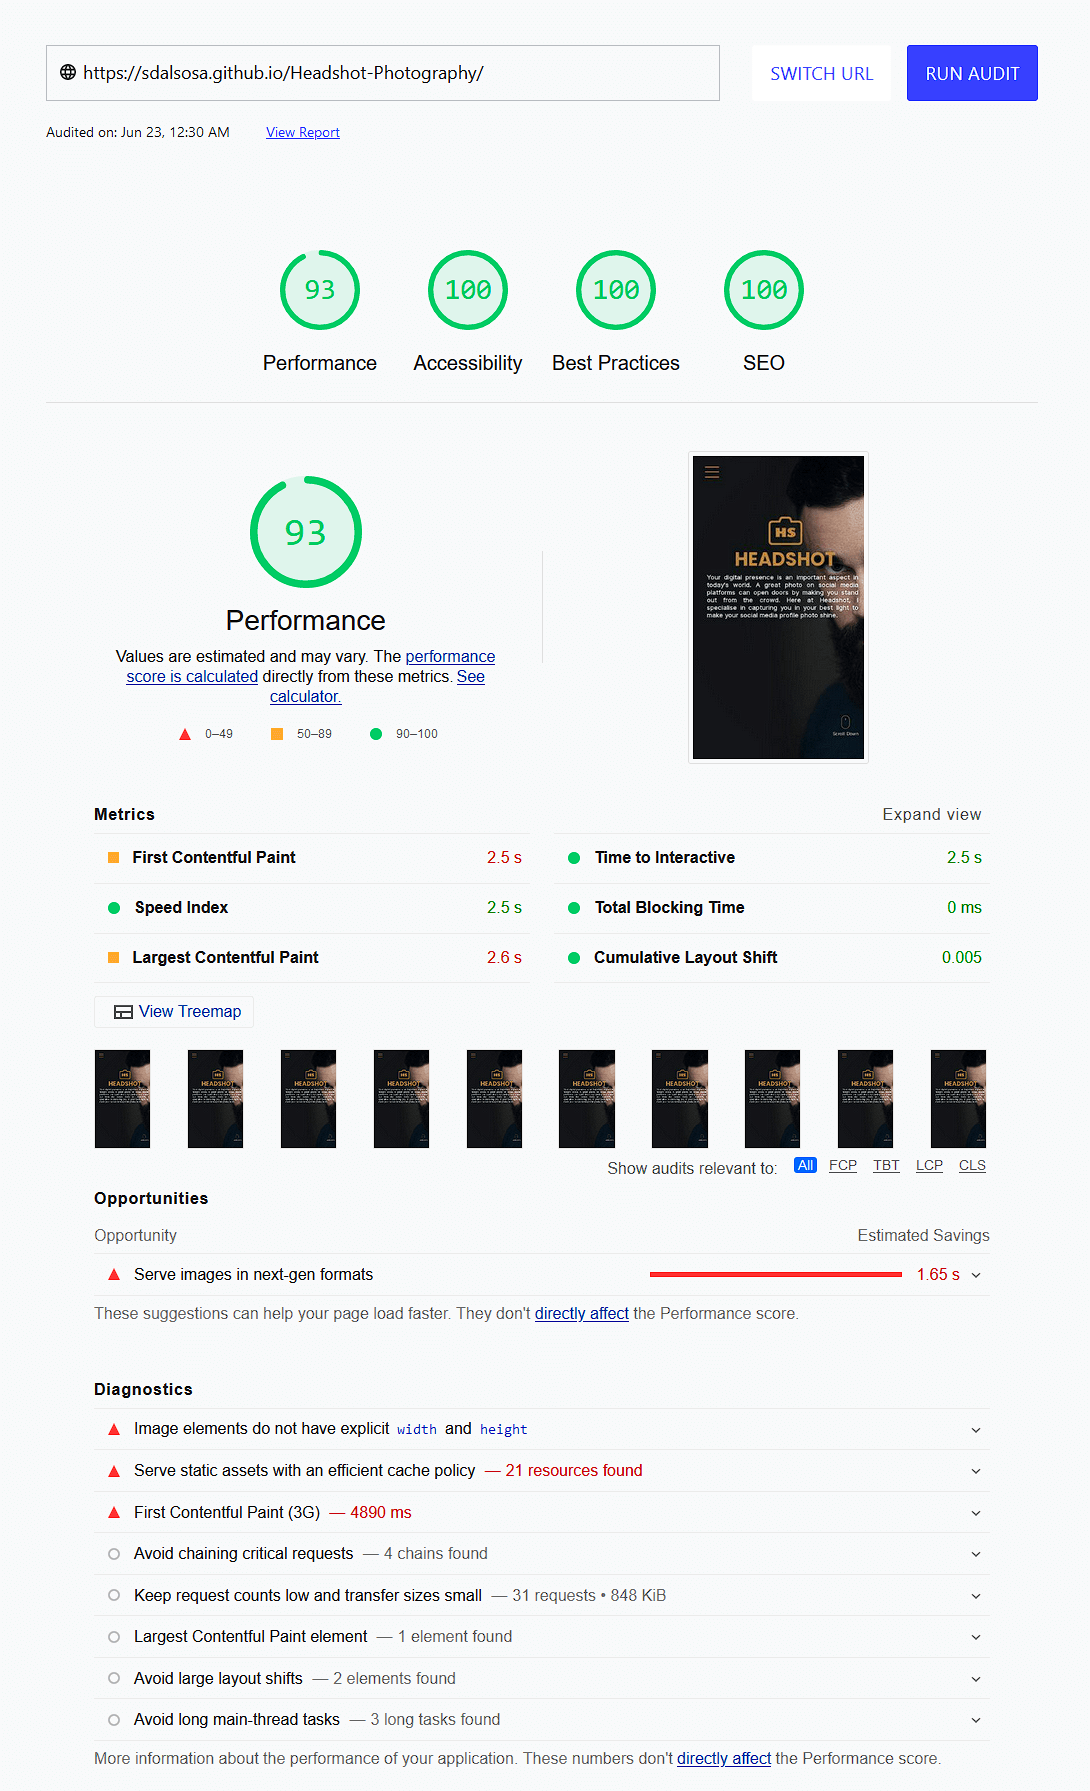 https://sdalsosa.github.io/Headshot-Photography/
SWITCH URL
RUN AUDIT
Audited on: Jun 23, 12:30 AM
View Report
93
100
100
100
Performance
Accessibility
Best Practices
SEO
93
Performance
Values are estimated and may vary. The performance
score is calculated directly from these metrics. See
calculator.
0–49
50–89
90–100
HS
HEADSHOT
Your digital presence is an important aspect in
today's world. A great photo on social media
platforms can open doors by making you stand
out from the crowd. Here at Headshot, I
specialise in capturing you in your best light to
make your social media profile photo shine.
Scroll Down
Metrics
Expand view
First Contentful Paint 2.5 s
Time to Interactive 2.5 s
Speed Index 2.5 s
Total Blocking Time 0 ms
Largest Contentful Paint 2.6 s
Cumulative Layout Shift 0.005
View Treemap
HEADSHOT
HEADSHOT
HEADSHOT
HEADSHOT
HEADSHOT
HEADSHOT
HEADSHOT
HEADSHOT
HEADSHOT
HEADSHOT
Show audits relevant to: All FCP TBT LCP CLS
Opportunities
Opportunity Estimated Savings
Serve images in next-gen formats 1.65 s
These suggestions can help your page load faster. They don't directly affect the Performance score.
Diagnostics
Image elements do not have explicit width and height
Serve static assets with an efficient cache policy — 21 resources found
First Contentful Paint (3G) — 4890 ms
Avoid chaining critical requests — 4 chains found
Keep request counts low and transfer sizes small — 31 requests • 848 KiB
Largest Contentful Paint element — 1 element found
Avoid large layout shifts — 2 elements found
Avoid long main-thread tasks — 3 long tasks found
More information about the performance of your application. These numbers don't directly affect the Performance score.